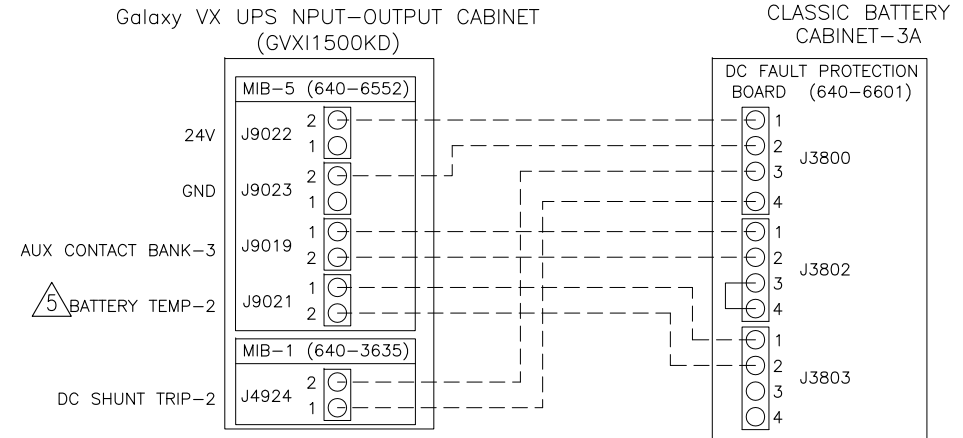 Galaxy VX UPS NPUT-OUTPUT CABINET
(GVXI1500KD)
CLASSIC BATTERY
CABINET-3A
MIB-5 (640-6552)
24V J9022 2
1
GND J9023 2
1
AUX CONTACT BANK-3 J9019 1
2
5 BATTERY TEMP-2 J9021 1
2
MIB-1 (640-3635)
DC SHUNT TRIP-2 J4924 2
1
DC FAULT PROTECTION
BOARD (640-6601)
1
2
J3800
3
4
1
2
J3802
3
4
1
2
J3803
3
4